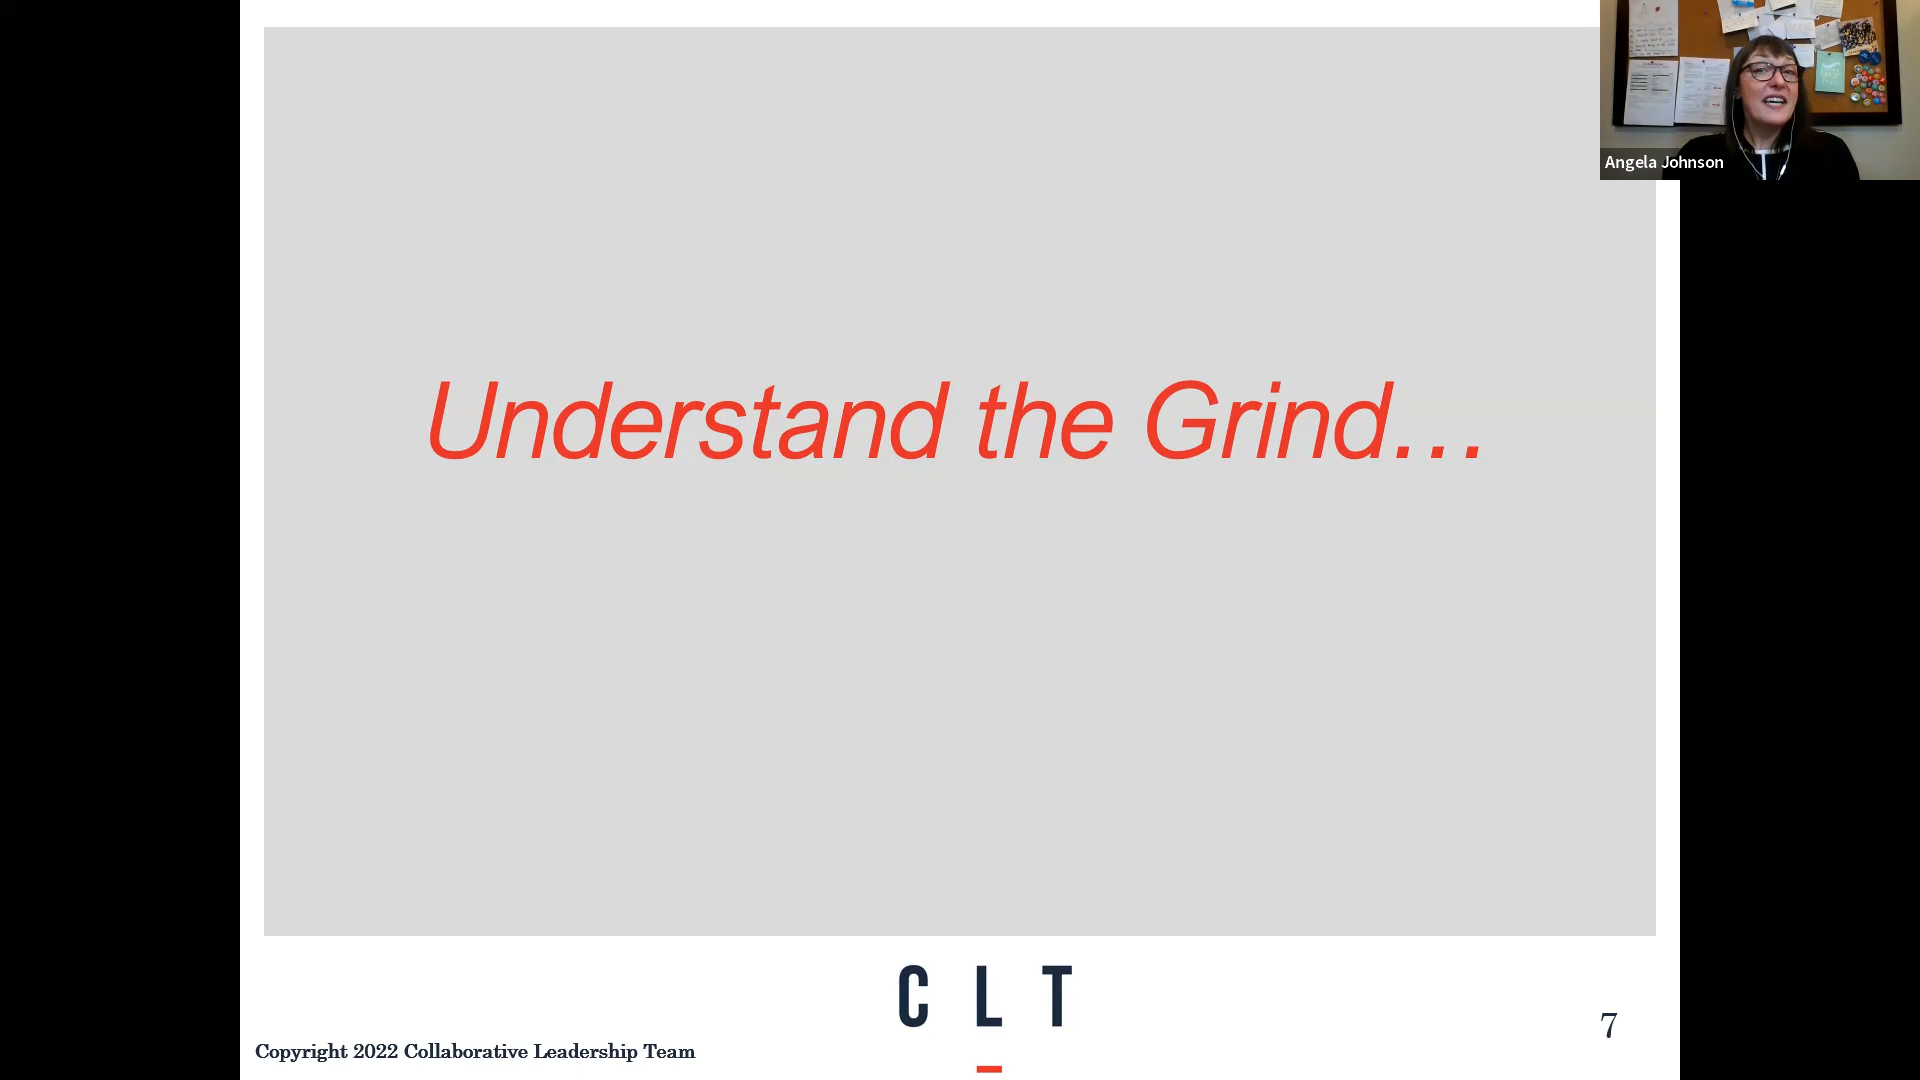 Understand the Grind...
Angela Johnson
C L T
7
Copyright 2022 Collaborative Leadership Team